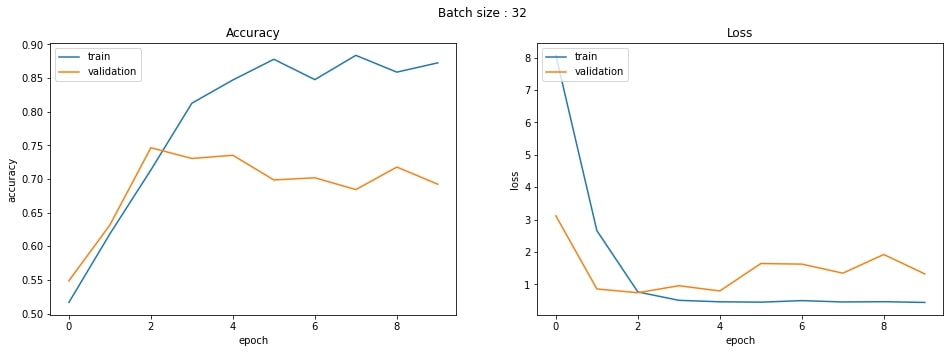 Batch size : 32
Accuracy
train
validation
0.90
0.85
0.80
0.75
0.70
0.65
0.60
0.55
0.50
accuracy
0 2 4 6 8
epoch
Loss
train
validation
8
7
6
5
4
3
2
1
loss
0 2 4 6 8
epoch